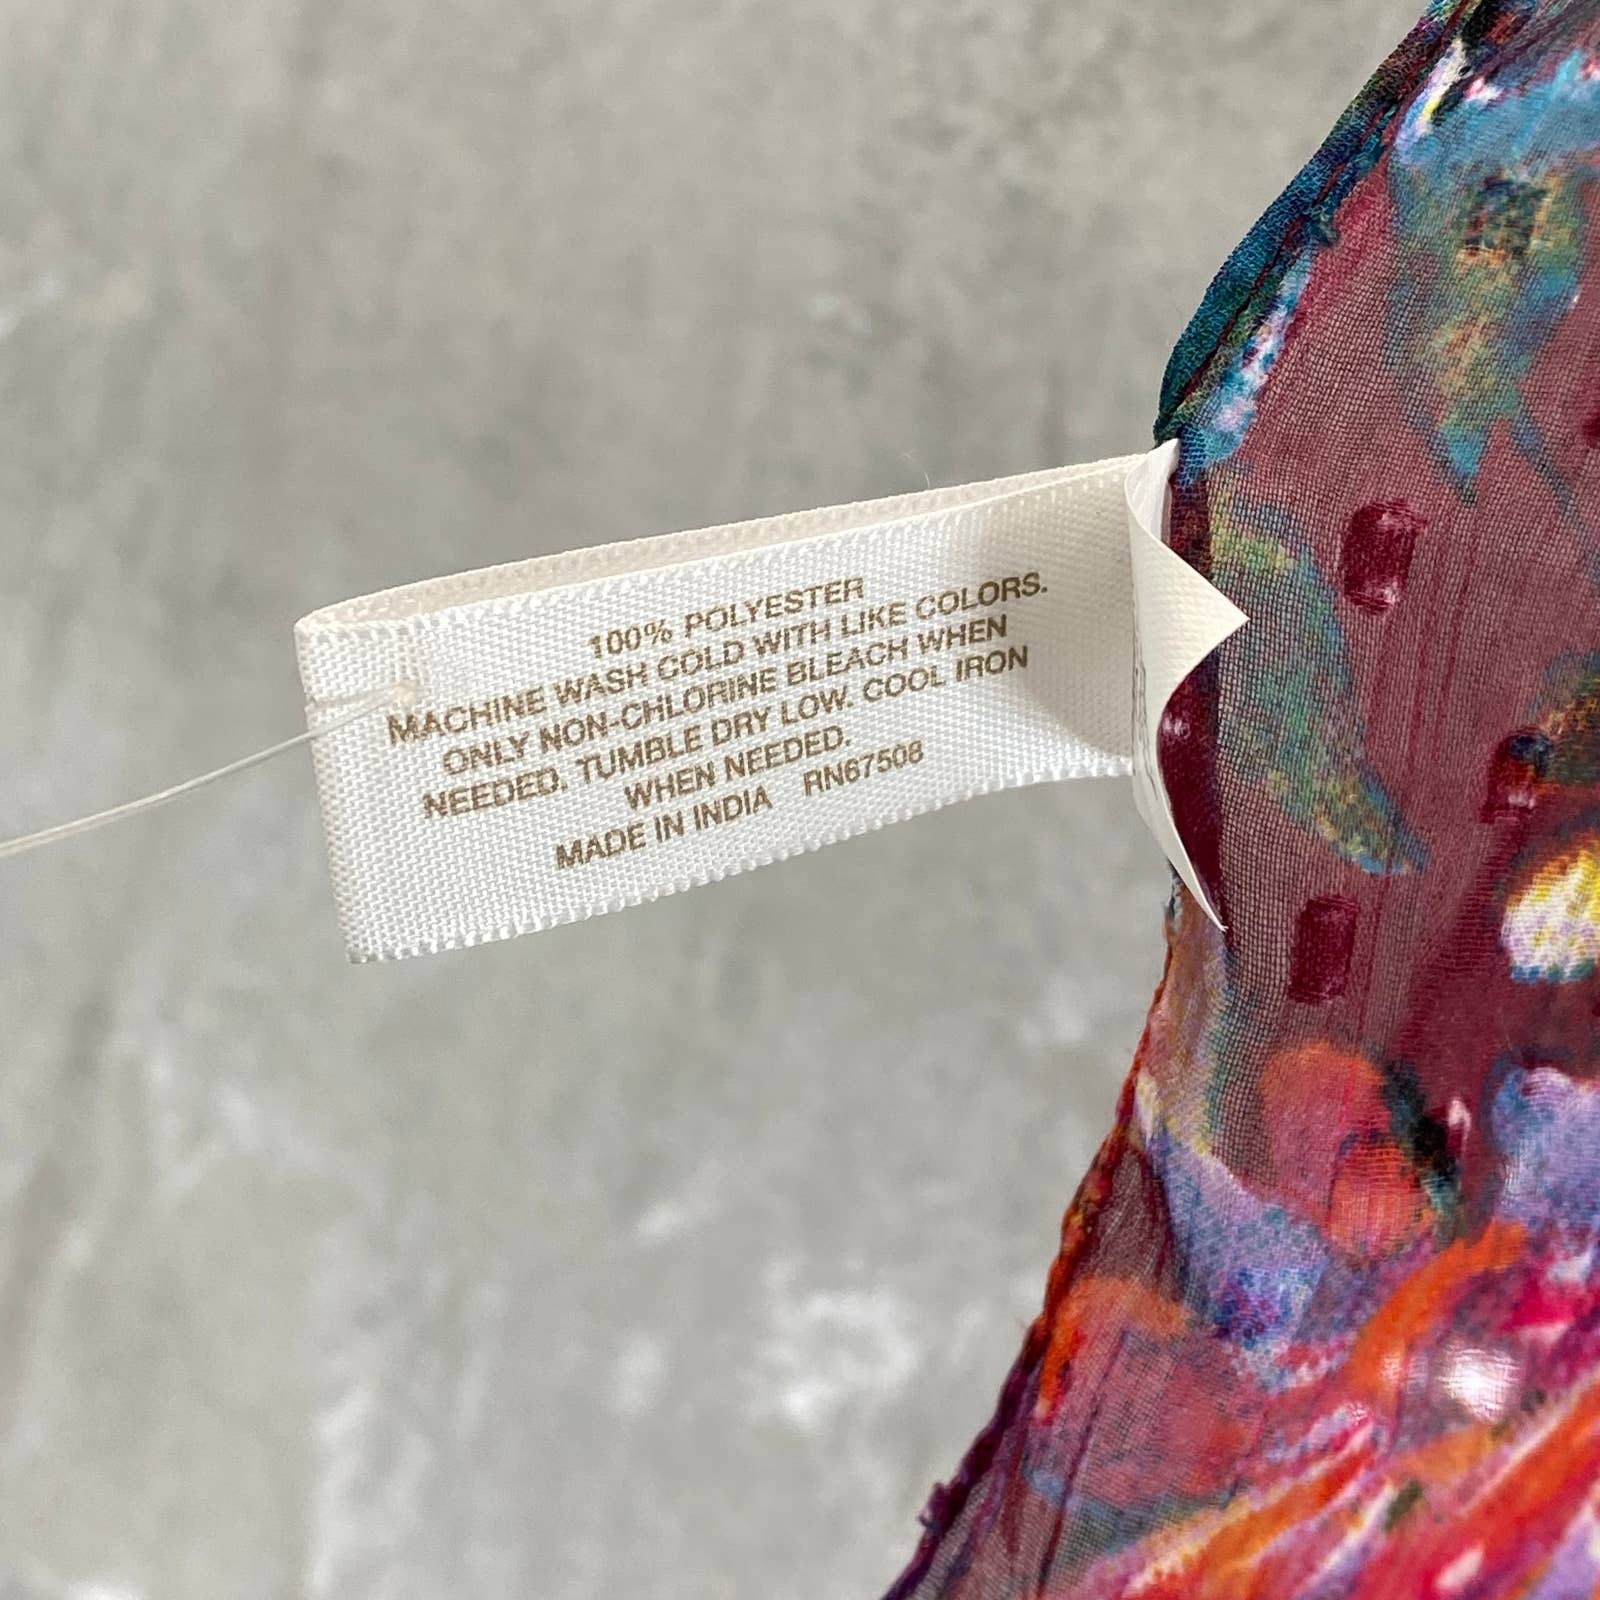 100% POLYESTER
MACHINE WASH COLD WITH LIKE COLORS.
ONLY NON-CHLORINE BLEACH WHEN
NEEDED. TUMBLE DRY LOW. COOL IRON
WHEN NEEDED.
MADE IN INDIA RN67508